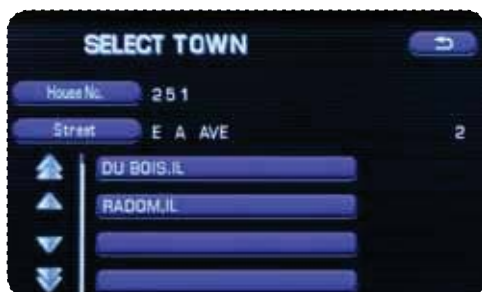 SELECT TOWN
House No. 251
Street E A AVE 2
DU BOIS,IL
RADOM,IL